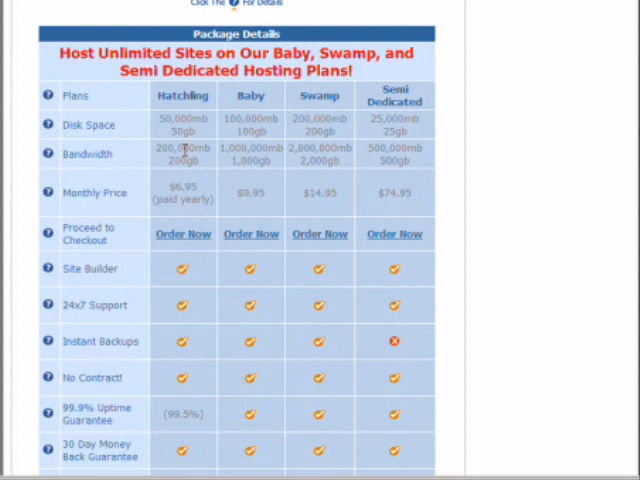 Click The ? For Details
Package Details
Host Unlimited Sites on Our Baby, Swamp, and
Semi Dedicated Hosting Plans!
? Plans Hatchling Baby Swamp Semi Dedicated
? Disk Space 50,000mb 50gb 100,000mb 100gb 200,000mb 200gb 25,000mb 25gb
? Bandwidth 200,000mb 200gb 1,000,000mb 1,000gb 2,000,000mb 2,000gb 500,000mb 500gb
? Monthly Price $6.95 (paid yearly) $9.95 $14.95 $74.95
? Proceed to Checkout Order Now Order Now Order Now Order Now
? Site Builder
? 24x7 Support
? Instant Backups
? No Contract!
? 99.9% Uptime Guarantee (99.5%)
? 30 Day Money Back Guarantee